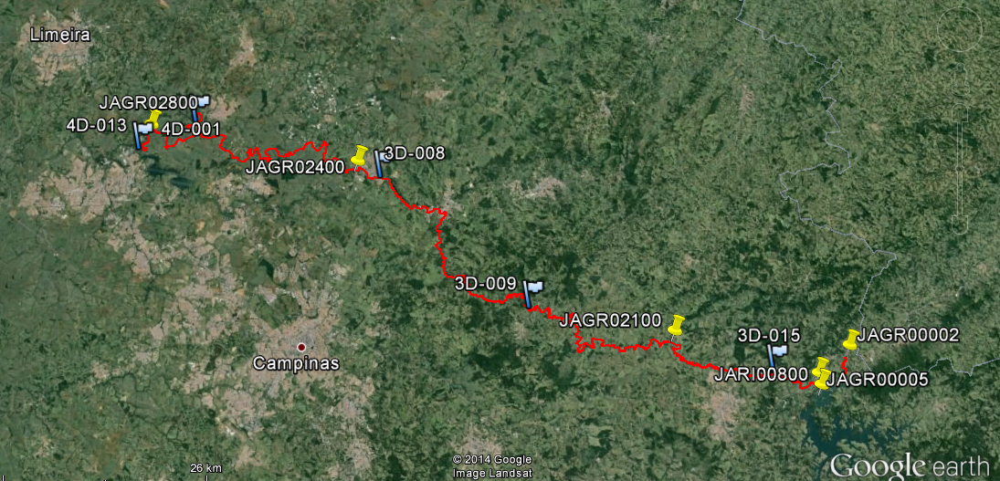 Limeira
JAGR02800
4D-013
4D-001
3D-008
JAGR02400
3D-009
JAGR02100
3D-015
JAGR00002
Campinas
JARI00800
JAGR00005
© 2014 Google
Image Landsat
26 km
Google earth